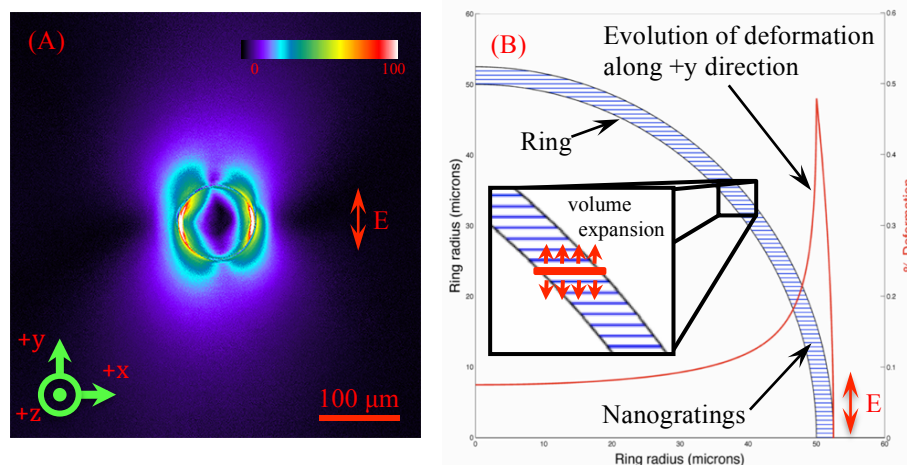 (A)
0
100
E
+y
+x
+z
100 µm
(B)
Evolution of deformation
along +y direction
Ring
volume
expansion
Nanogratings
E
Ring radius (microns)
Ring radius (microns)
% Deformation
60
50
40
30
20
10
0
0
10
20
30
40
50
60
0.6
0.5
0.4
0.3
0.2
0.1
0